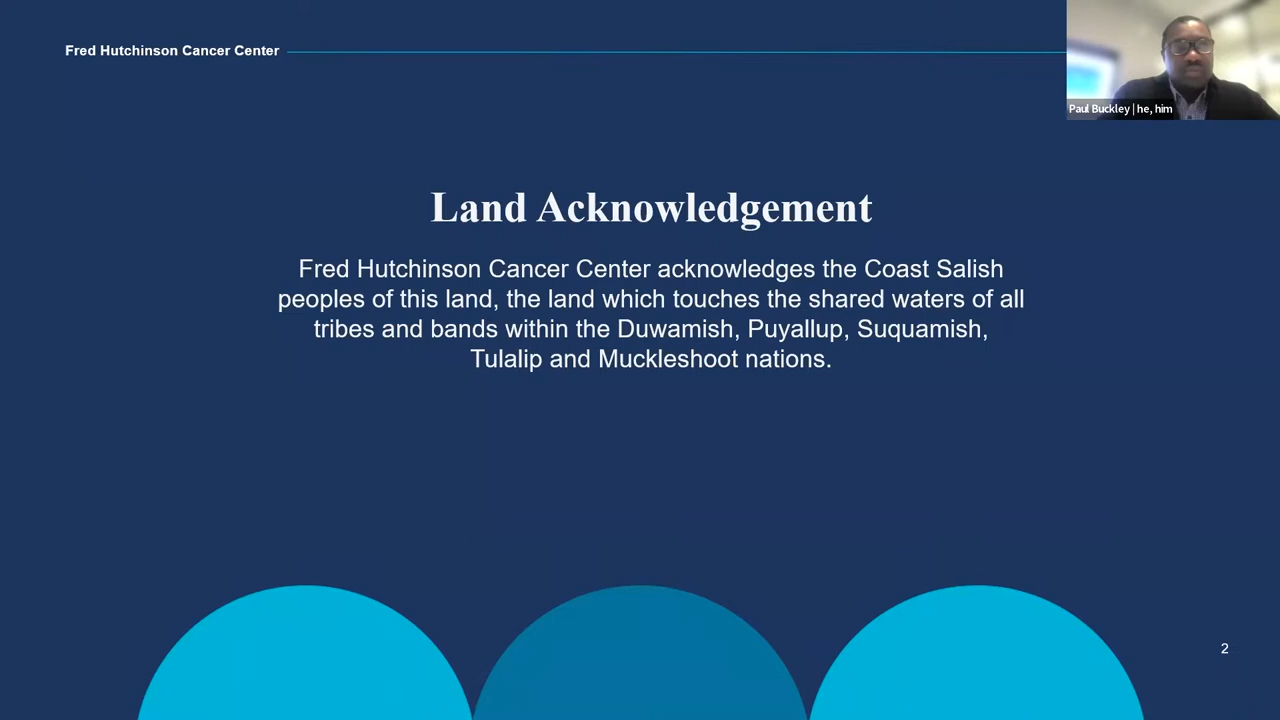 Fred Hutchinson Cancer Center
Paul Buckley | he, him
Land Acknowledgement
Fred Hutchinson Cancer Center acknowledges the Coast Salish
peoples of this land, the land which touches the shared waters of all
tribes and bands within the Duwamish, Puyallup, Suquamish,
Tulalip and Muckleshoot nations.
2